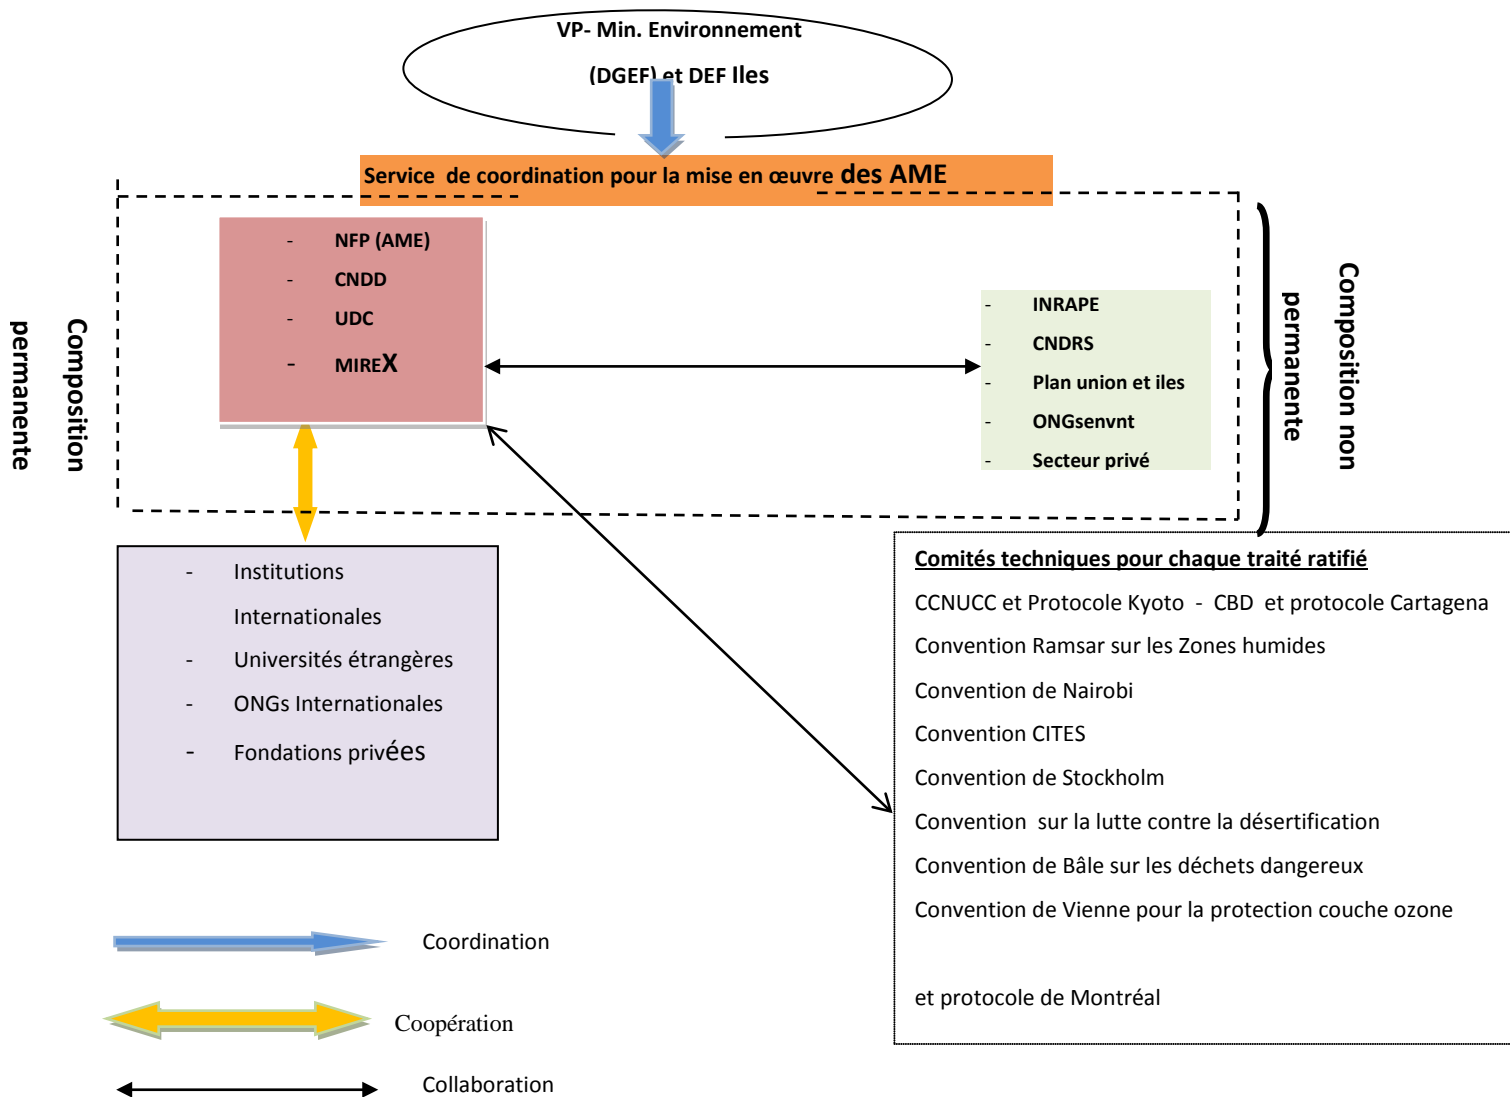 VP- Min. Environnement
(DGEF) et DEF Iles
Service de coordination pour la mise en œuvre des AME
Composition
permanente
- NFP (AME)
- CNDD
- UDC
- MIREX
- INRAPE
- CNDRS
- Plan union et iles
- ONGsenvnt
- Secteur privé
Composition non
permanente
- Institutions
Internationales
- Universités étrangères
- ONGs Internationales
- Fondations privées
Comités techniques pour chaque traité ratifié
CCNUCC et Protocole Kyoto - CBD et protocole Cartagena
Convention Ramsar sur les Zones humides
Convention de Nairobi
Convention CITES
Convention de Stockholm
Convention sur la lutte contre la désertification
Convention de Bâle sur les déchets dangereux
Convention de Vienne pour la protection couche ozone
et protocole de Montréal
Coordination
Coopération
Collaboration